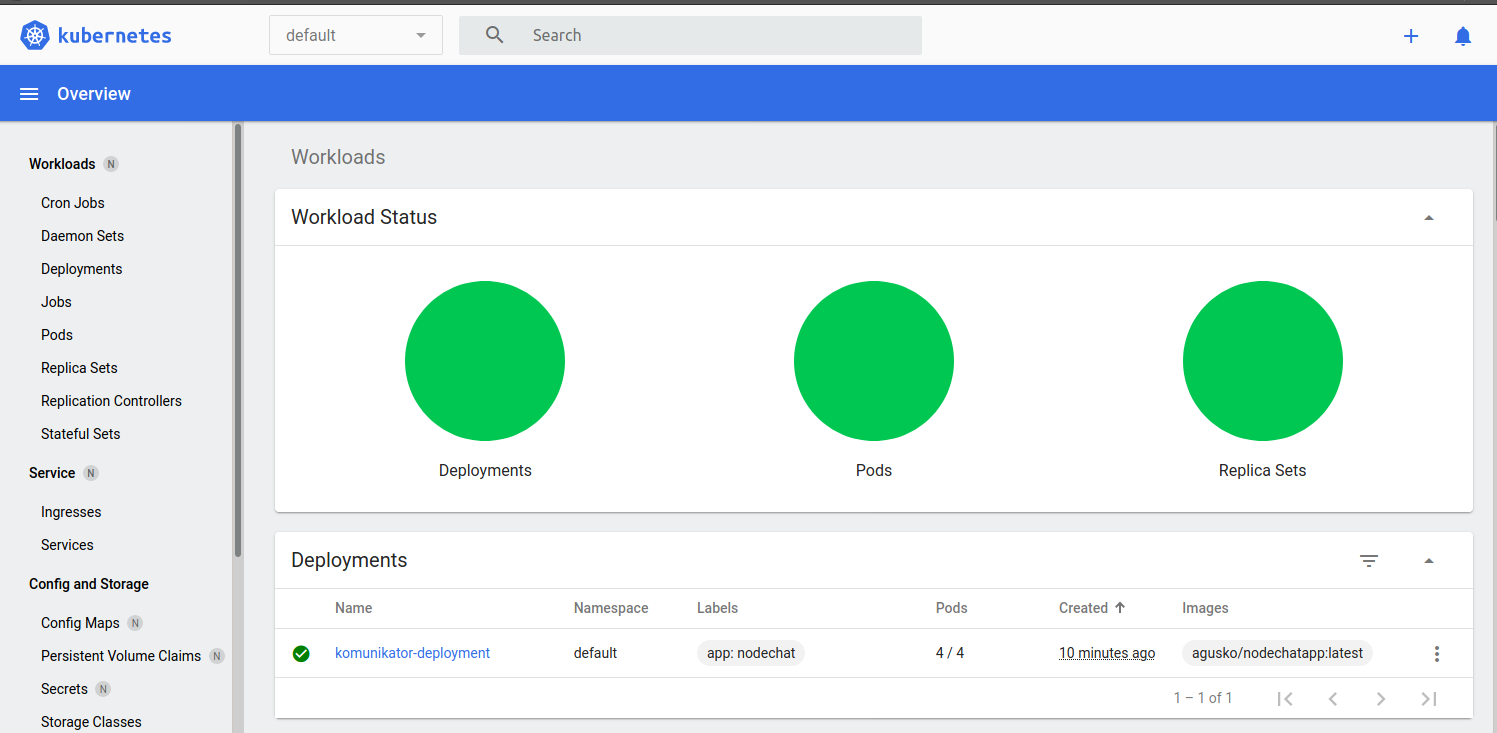 kubernetes
default
Search
Overview
Workloads N
Cron Jobs
Daemon Sets
Deployments
Jobs
Pods
Replica Sets
Replication Controllers
Stateful Sets
Service N
Ingresses
Services
Config and Storage
Config Maps N
Persistent Volume Claims N
Secrets N
Storage Classes
Workloads
Workload Status
Deployments Pods Replica Sets
Deployments
Name Namespace Labels Pods Created Images
komunikator-deployment default app: nodechat 4 / 4 10 minutes ago agusko/nodechatapp:latest
1 – 1 of 1